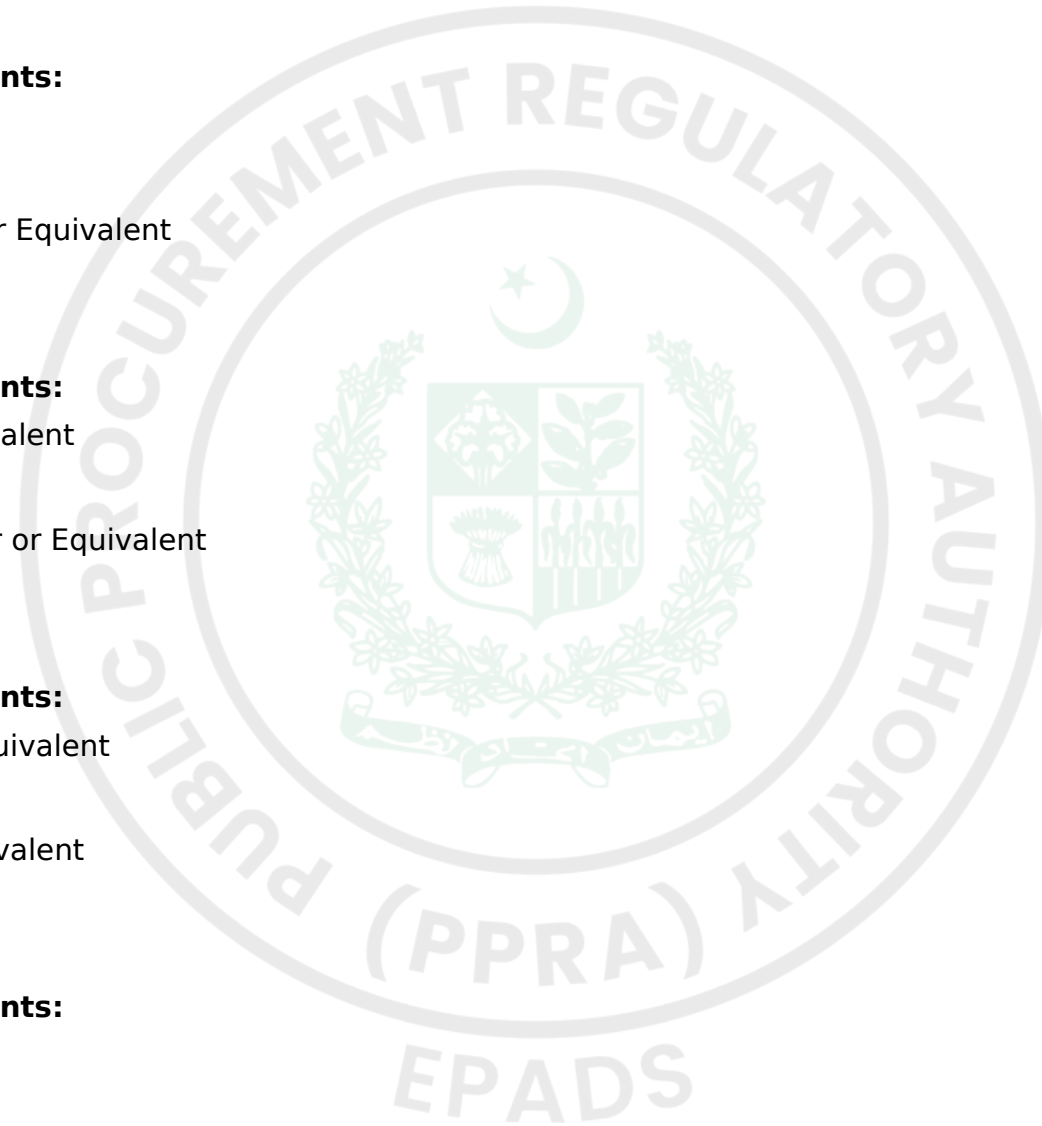 nts:
r Equivalent
nts:
alent
r or Equivalent
nts:
uivalent
valent
nts:
PUBLIC PROCUREMENT REGULATORY AUTHORITY
(PPRA)
EPADS